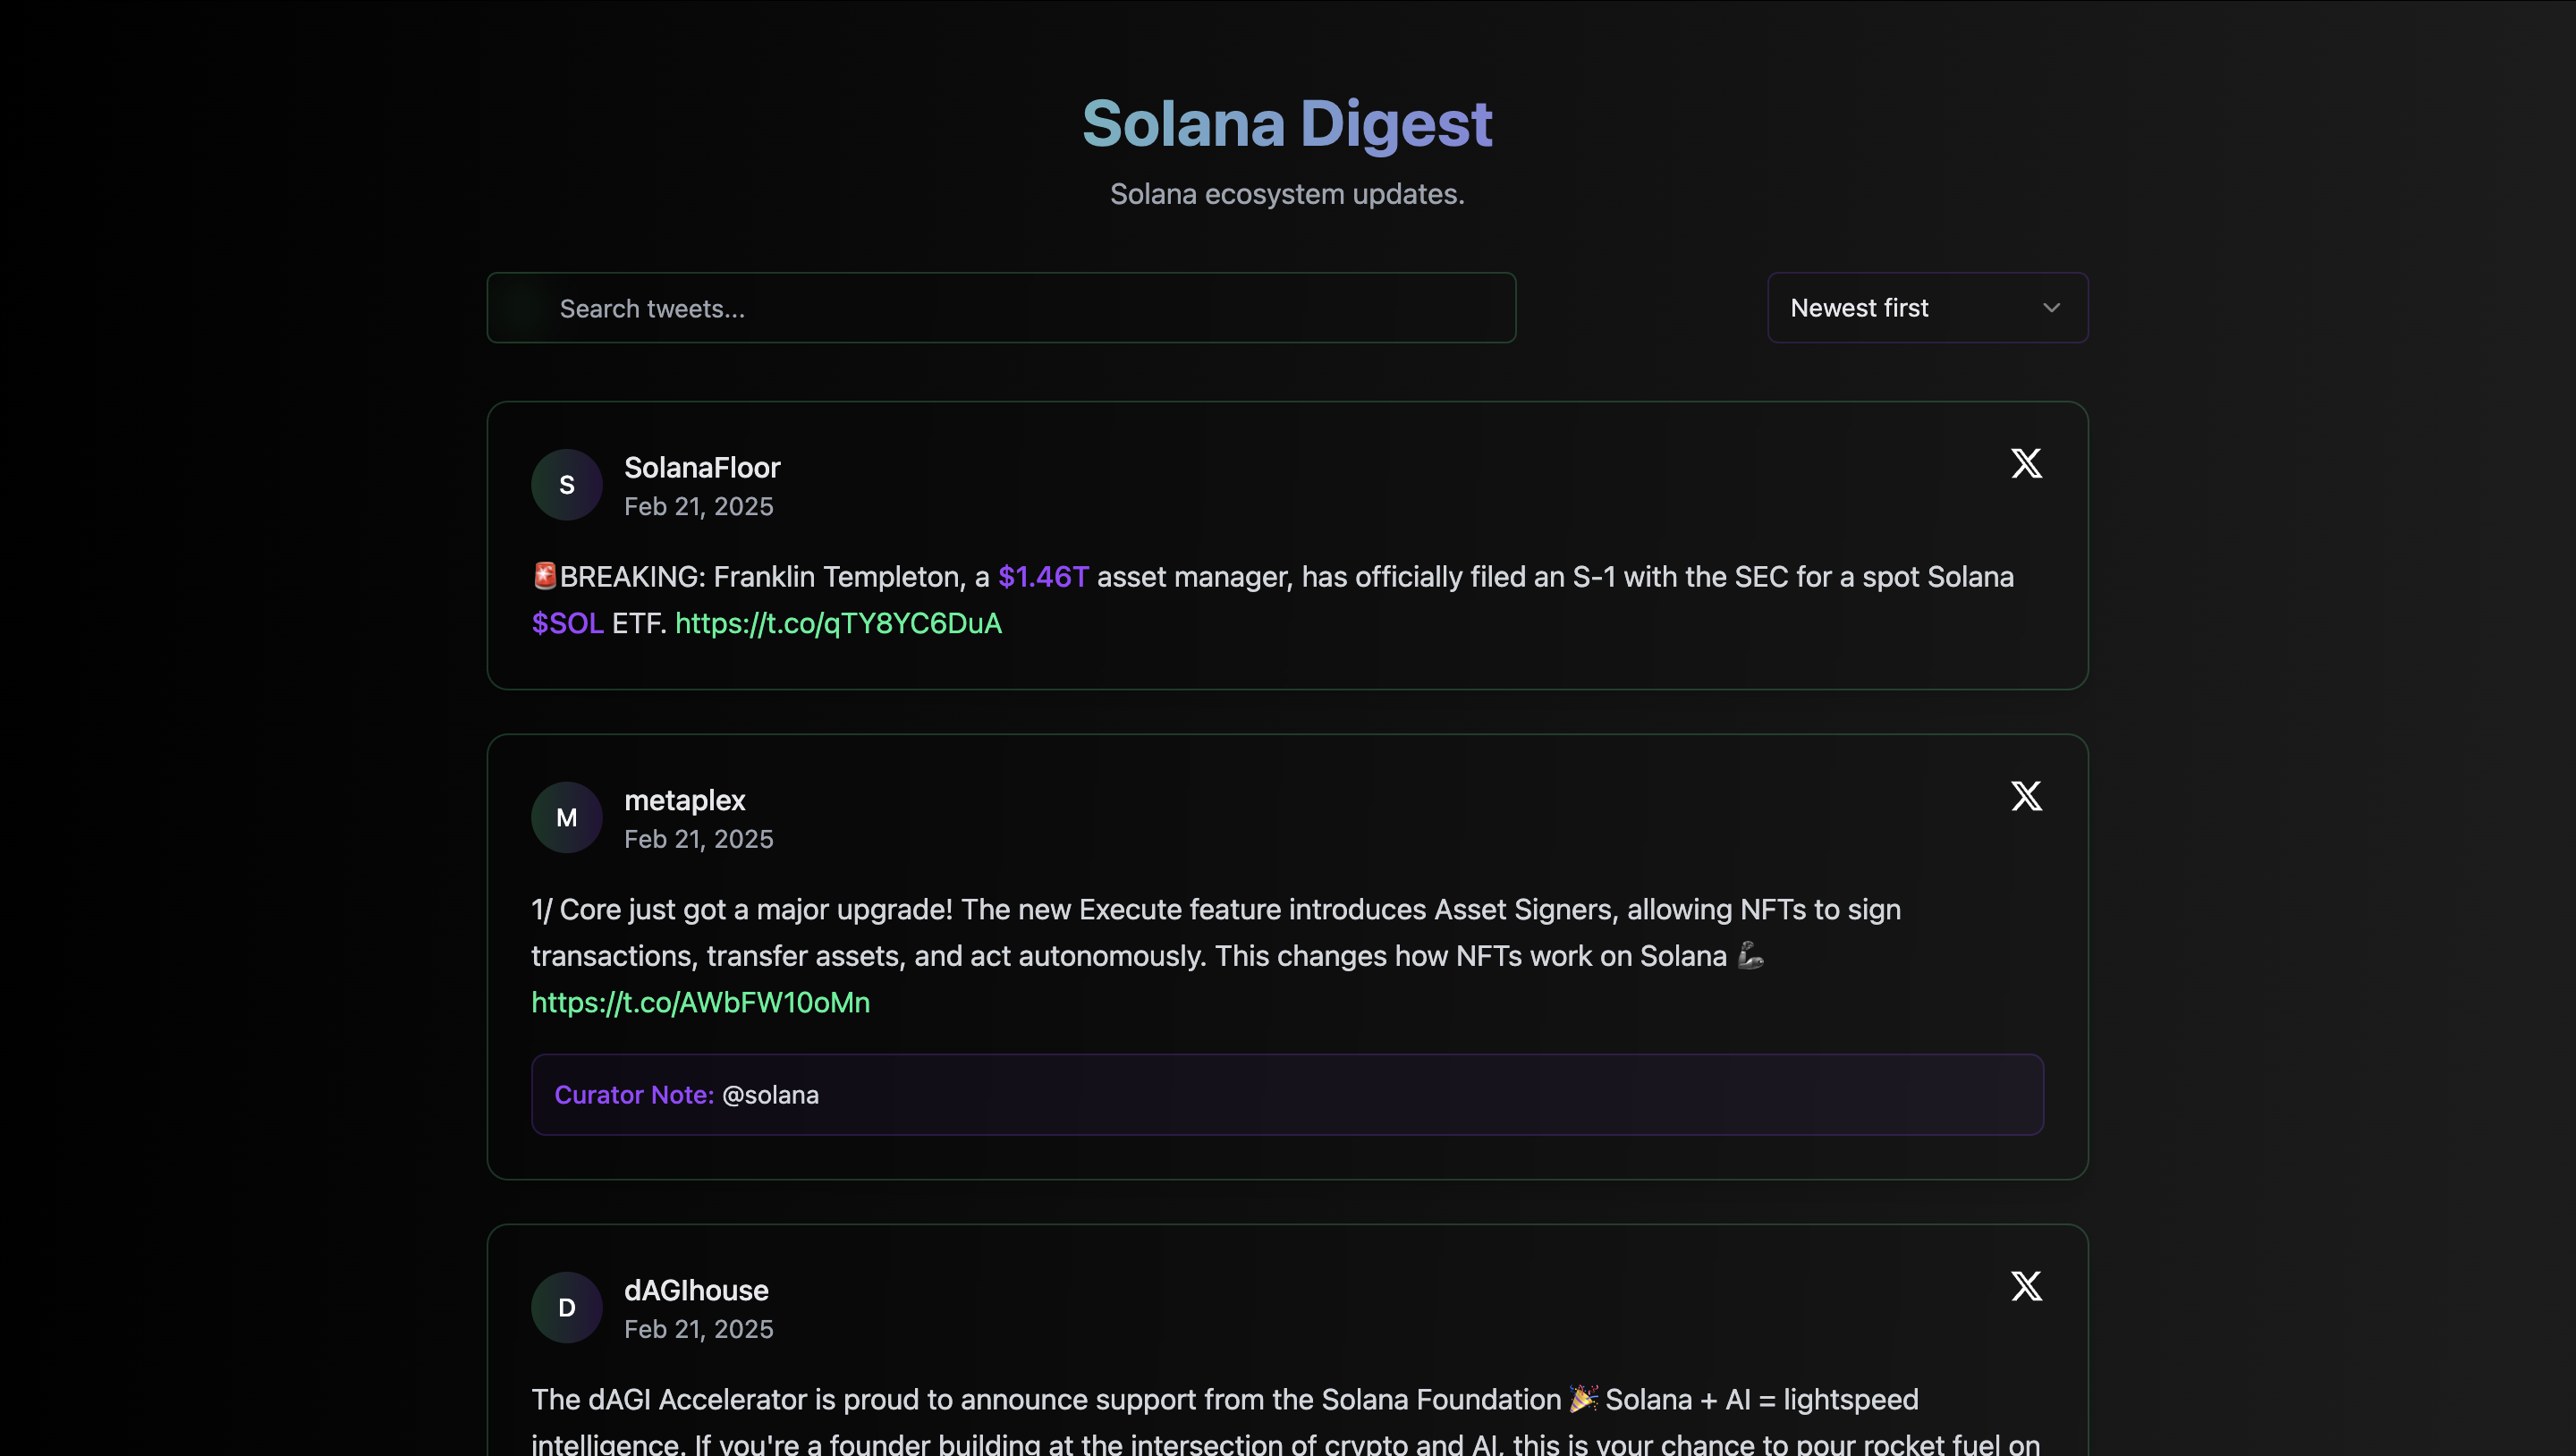 Solana Digest
Solana ecosystem updates.
Search tweets...
Newest first
S
SolanaFloor
Feb 21, 2025
🚨BREAKING: Franklin Templeton, a $1.46T asset manager, has officially filed an S-1 with the SEC for a spot Solana
$SOL ETF. https://t.co/qTY8YC6DuA
M
metaplex
Feb 21, 2025
1/ Core just got a major upgrade! The new Execute feature introduces Asset Signers, allowing NFTs to sign
transactions, transfer assets, and act autonomously. This changes how NFTs work on Solana 🦾
https://t.co/AWbFW10oMn
Curator Note: @solana
D
dAGIhouse
Feb 21, 2025
The dAGI Accelerator is proud to announce support from the Solana Foundation 🎉 Solana + AI = lightspeed
intelligence. If you're a founder building at the intersection of crypto and AI, this is your chance to pour rocket fuel on